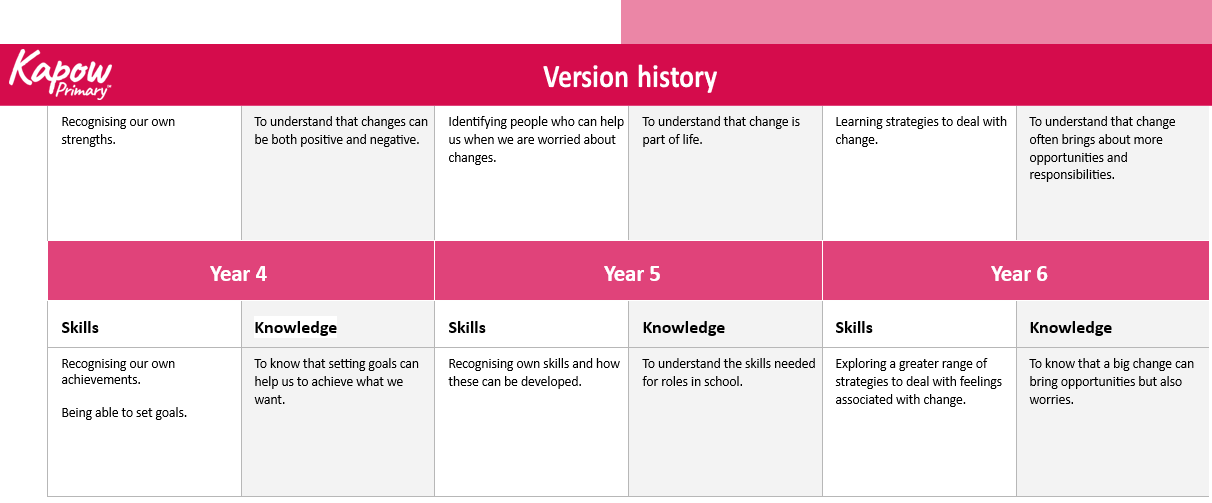 Kapow
Primary™
Version history
Recognising our own
strengths.
To understand that changes can
be both positive and negative.
Identifying people who can help
us when we are worried about
changes.
To understand that change is
part of life.
Learning strategies to deal with
change.
To understand that change
often brings about more
opportunities and
responsibilities.
Year 4
Year 5
Year 6
Skills
Knowledge
Skills
Knowledge
Skills
Knowledge
Recognising our own
achievements.
Being able to set goals.
To know that setting goals can
help us to achieve what we
want.
Recognising own skills and how
these can be developed.
To understand the skills needed
for roles in school.
Exploring a greater range of
strategies to deal with feelings
associated with change.
To know that a big change can
bring opportunities but also
worries.